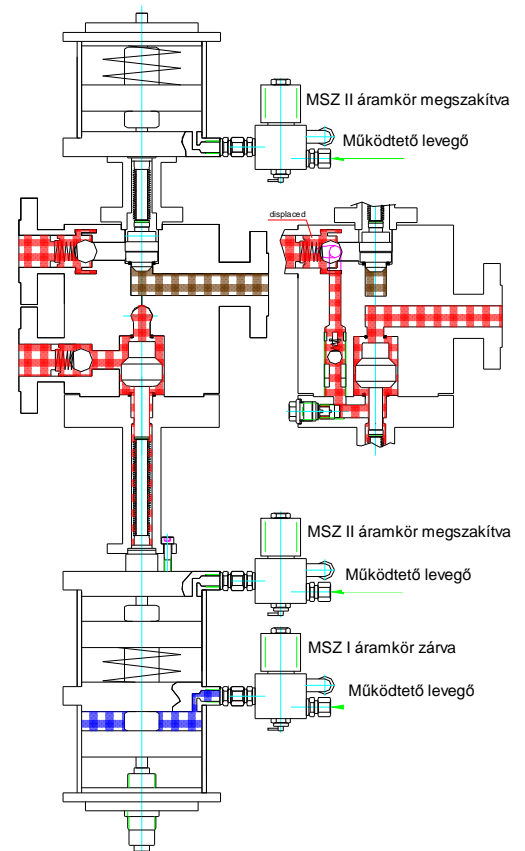 MSZ II áramkör megszakítva
Működtető levegő
displaced
MSZ II áramkör megszakítva
Működtető levegő
MSZ I áramkör zárva
Működtető levegő